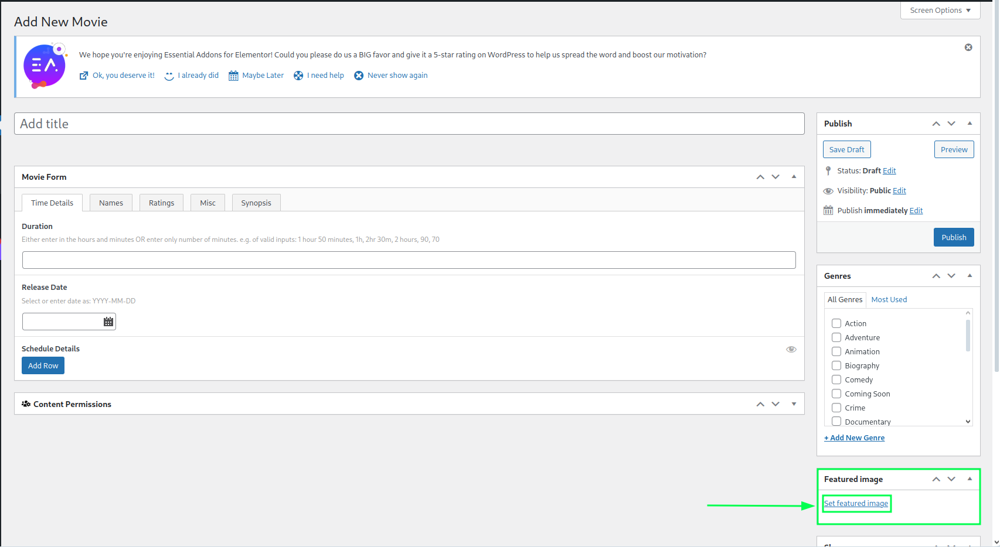 Screen Options
Add New Movie
We hope you're enjoying Essential Addons for Elementor! Could you please do us a BIG favor and give it a 5-star rating on WordPress to help us spread the word and boost our motivation?
Ok, you deserve it! I already did Maybe Later I need help Never show again
Add title
Movie Form
Time Details Names Ratings Misc Synopsis
Duration
Either enter in the hours and minutes OR enter only number of minutes. e.g. of valid inputs: 1 hour 50 minutes, 1h, 2hr 30m, 2 hours, 90, 70
Release Date
Select or enter date as: YYYY-MM-DD
Schedule Details
Add Row
Content Permissions
Publish
Save Draft Preview
Status: Draft Edit
Visibility: Public Edit
Publish immediately Edit
Publish
Genres
All Genres Most Used
Action
Adventure
Animation
Biography
Comedy
Coming Soon
Crime
Documentary
+ Add New Genre
Featured image
Set featured image